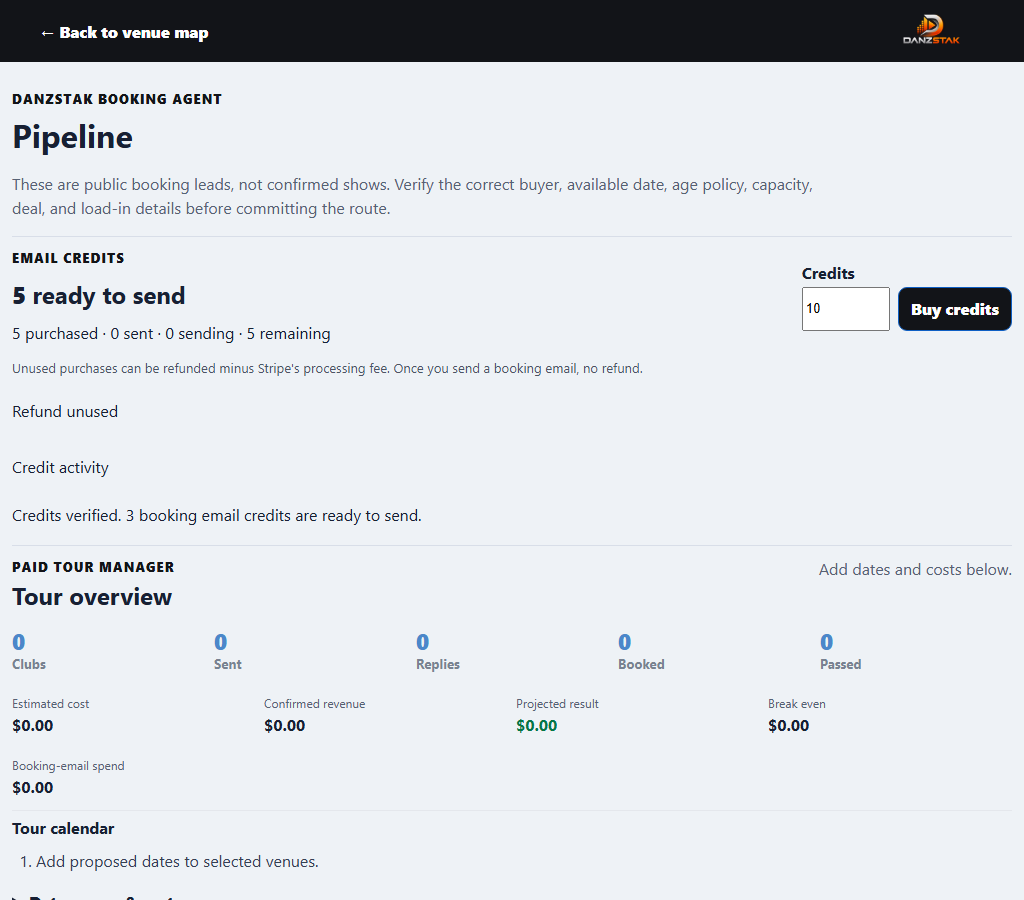 ← Back to venue map
DANZSTAK
DANZSTAK BOOKING AGENT
Pipeline
These are public booking leads, not confirmed shows. Verify the correct buyer, available date, age policy, capacity,
deal, and load-in details before committing the route.
EMAIL CREDITS
5 ready to send
5 purchased · 0 sent · 0 sending · 5 remaining
Unused purchases can be refunded minus Stripe's processing fee. Once you send a booking email, no refund.
Credits
10
Buy credits
Refund unused
Credit activity
Credits verified. 3 booking email credits are ready to send.
PAID TOUR MANAGER
Tour overview
Add dates and costs below.
0 0 0 0 0
Clubs Sent Replies Booked Passed
Estimated cost Confirmed revenue Projected result Break even
$0.00 $0.00 $0.00 $0.00
Booking-email spend
$0.00
Tour calendar
1. Add proposed dates to selected venues.